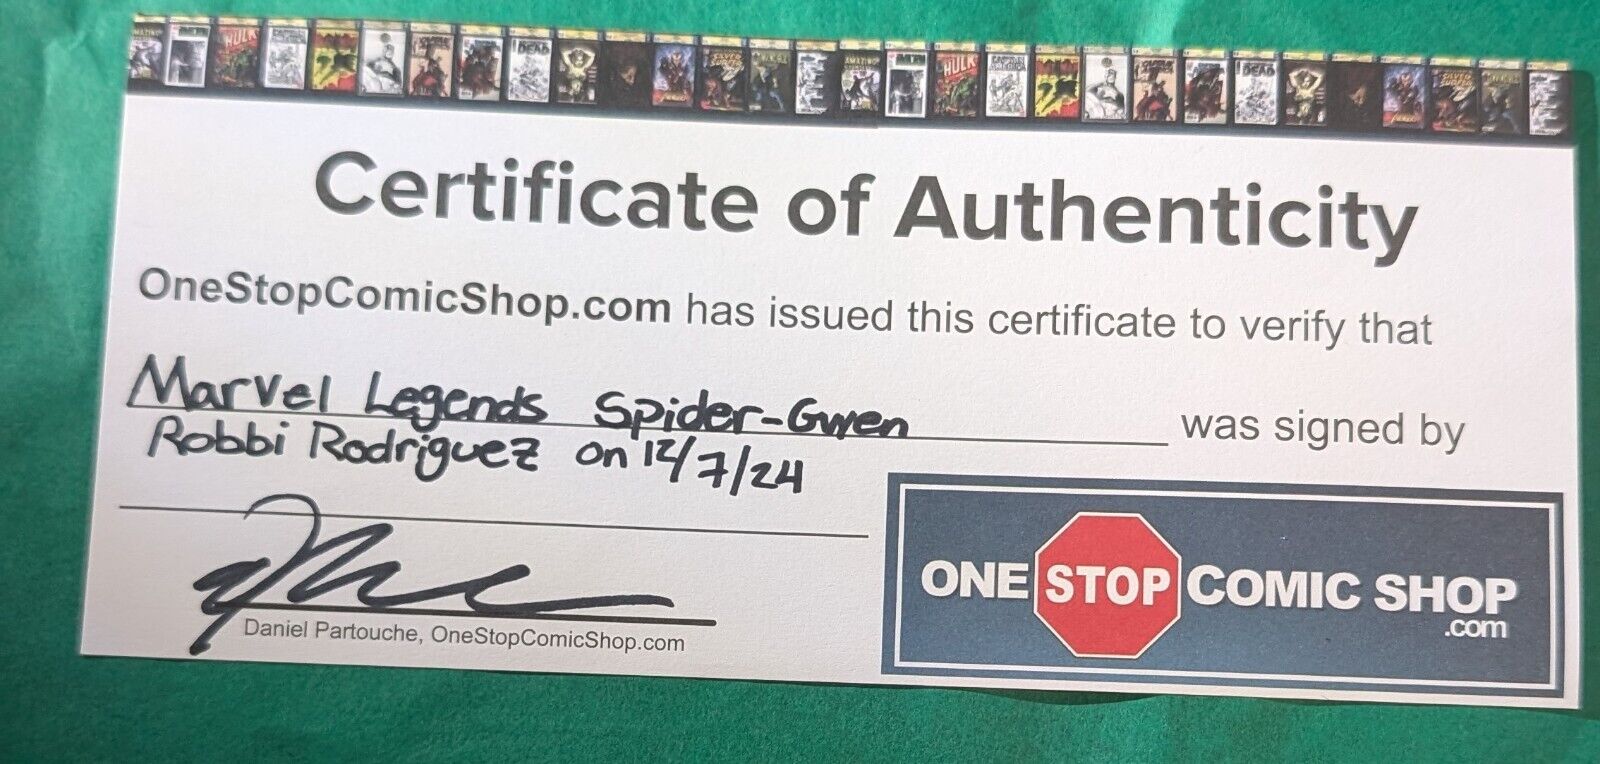 Certificate of Authenticity
OneStopComicShop.com has issued this certificate to verify that
Marvel Legends Spider-Gwen was signed by
Robbi Rodriguez on 12/7/24
Daniel Partouche, OneStopComicShop.com
ONE STOP COMIC SHOP
.com